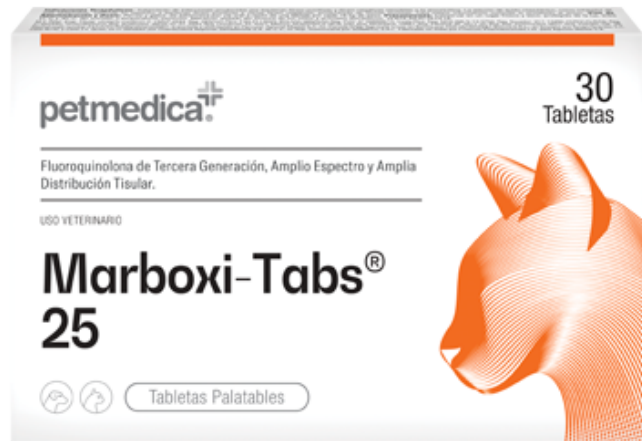 petmedica
30
Tabletas
Fluoroquinolona de Tercera Generación, Amplio Espectro y Amplia
Distribución Tisular.
USO VETERINARIO
Marboxi-Tabs®
25
Tabletas Palatables